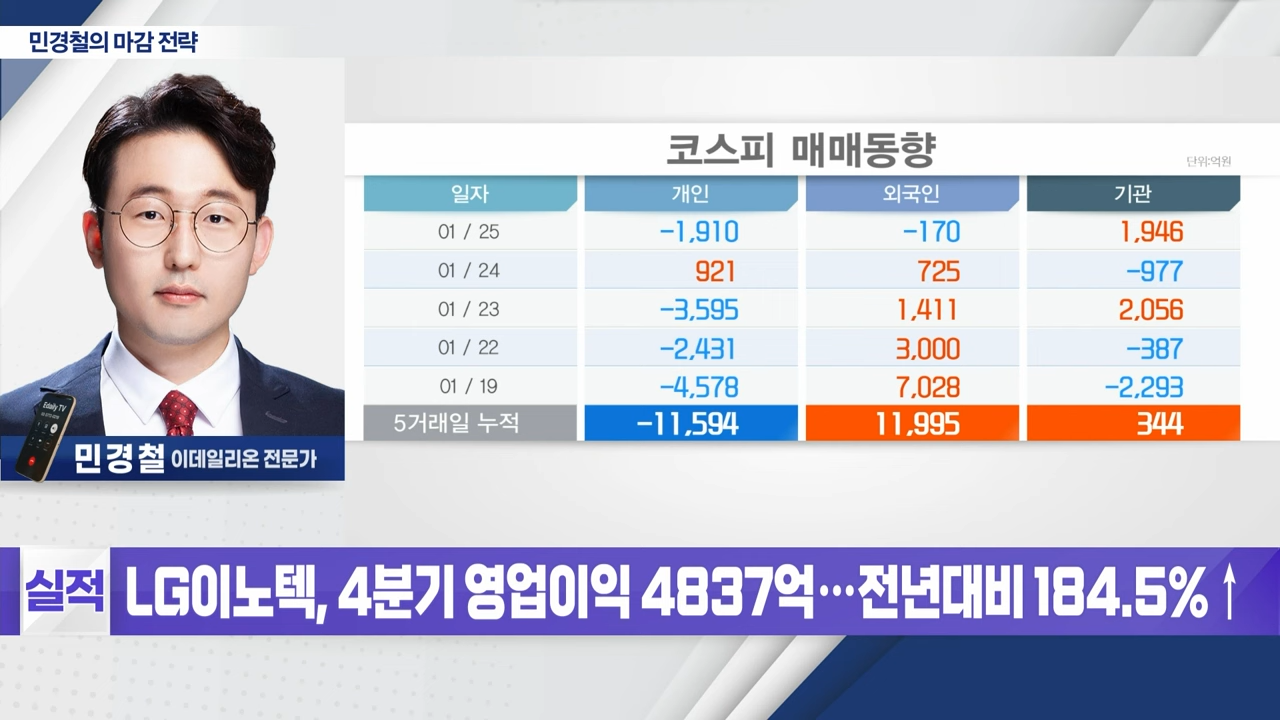 민경철의 마감 전략
코스피 매매동향
단위:억원
일자 개인 외국인 기관
01 / 25 -1,910 -170 1,946
01 / 24 921 725 -977
01 / 23 -3,595 1,411 2,056
01 / 22 -2,431 3,000 -387
01 / 19 -4,578 7,028 -2,293
5거래일 누적 -11,594 11,995 344
Edaily TV
민경철 이데일리온 전문가
실적 LG이노텍, 4분기 영업이익 4837억…전년대비 184.5%↑